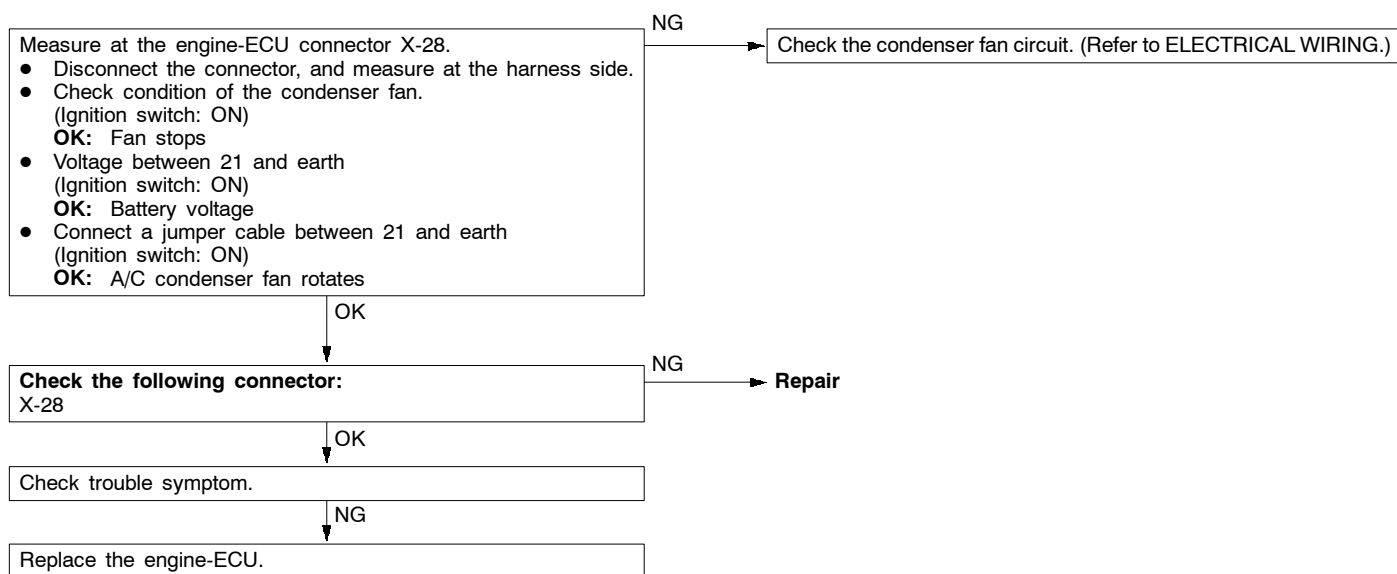 NG
Measure at the engine-ECU connector X-28.
● Disconnect the connector, and measure at the harness side.
● Check condition of the condenser fan.
(Ignition switch: ON)
OK: Fan stops
● Voltage between 21 and earth
(Ignition switch: ON)
OK: Battery voltage
● Connect a jumper cable between 21 and earth
(Ignition switch: ON)
OK: A/C condenser fan rotates
Check the condenser fan circuit. (Refer to ELECTRICAL WIRING.)
OK
Check the following connector:
X-28
NG
Repair
OK
Check trouble symptom.
NG
Replace the engine-ECU.